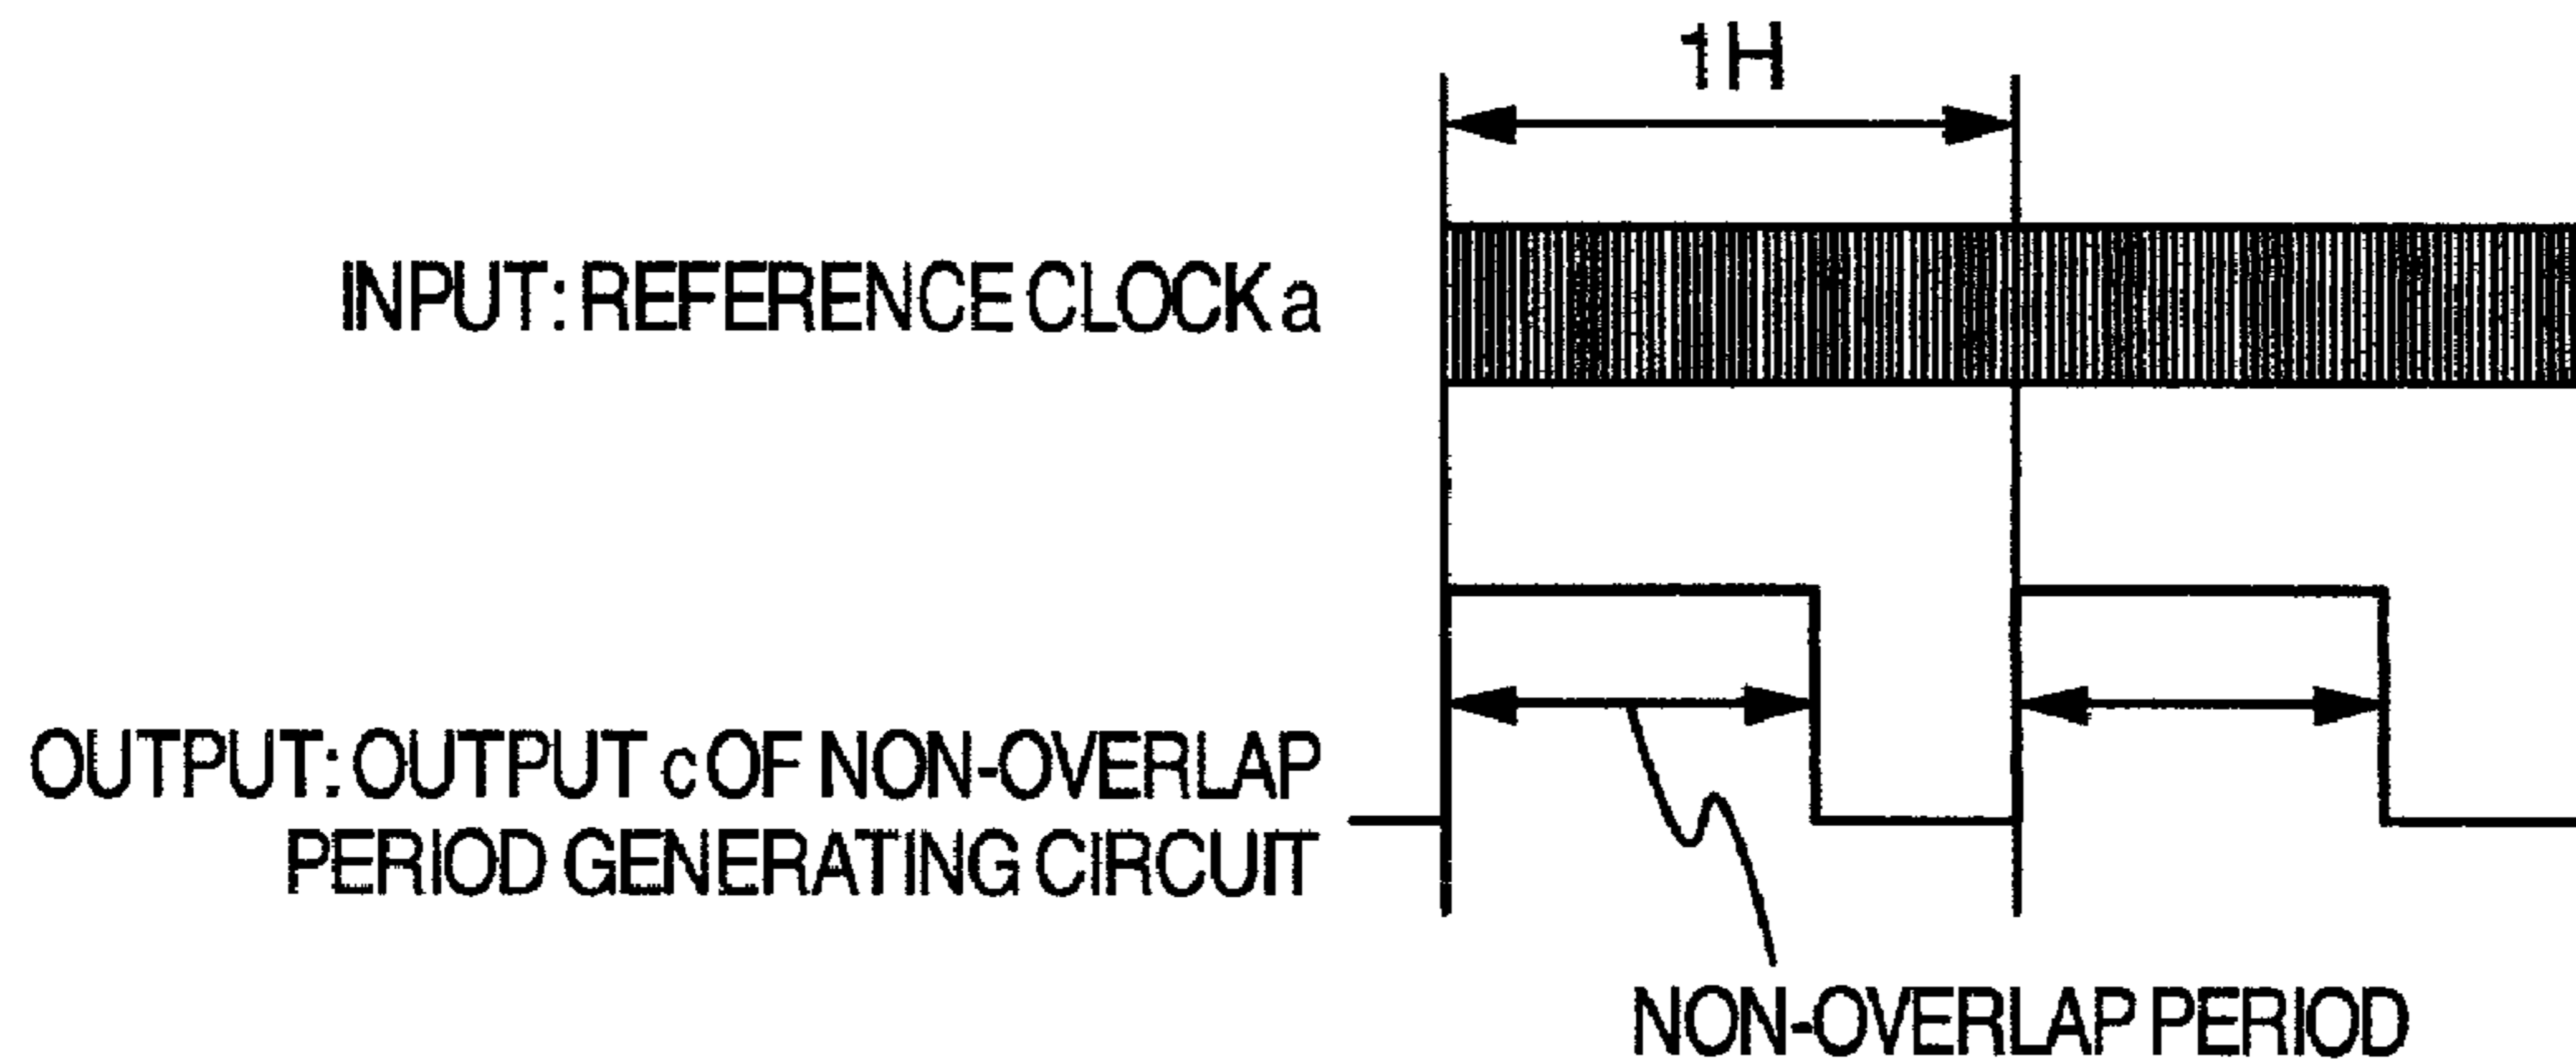 1H
INPUT: REFERENCE CLOCK a
OUTPUT: OUTPUT c OF NON-OVERLAP
PERIOD GENERATING CIRCUIT
NON-OVERLAP PERIOD